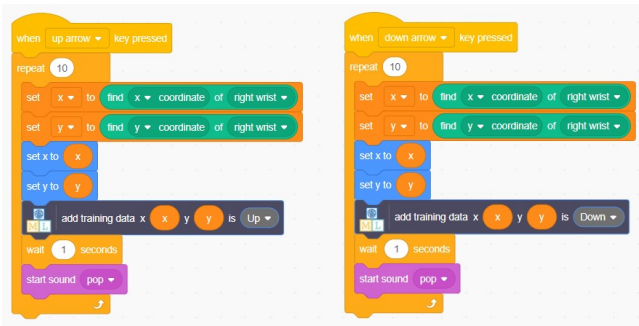 when up arrow key pressed
repeat 10
set x to find x coordinate of right wrist
set y to find y coordinate of right wrist
set x to x
set y to y
ML add training data x x y y is Up
wait 1 seconds
start sound pop
when down arrow key pressed
repeat 10
set x to find x coordinate of right wrist
set y to find y coordinate of right wrist
set x to x
set y to y
ML add training data x x y y is Down
wait 1 seconds
start sound pop